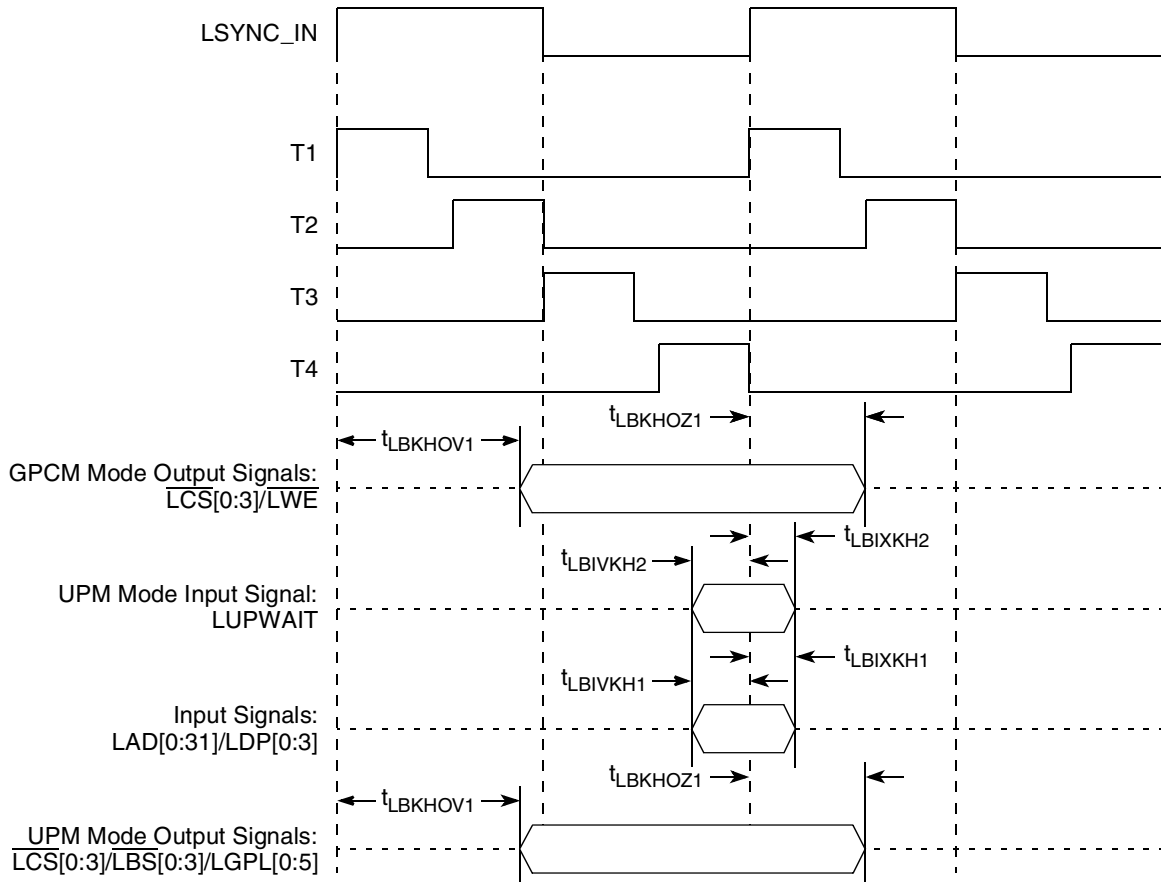 LSYNC_IN
T1
T2
T3
T4
tLBKHOZ1
tLBKHOV1
GPCM Mode Output Signals:
LCS[0:3]/LWE
tLBIXKH2
tLBIVKH2
UPM Mode Input Signal:
LUPWAIT
tLBIXKH1
tLBIVKH1
Input Signals:
LAD[0:31]/LDP[0:3]
tLBKHOZ1
tLBKHOV1
UPM Mode Output Signals:
LCS[0:3]/LBS[0:3]/LGPL[0:5]